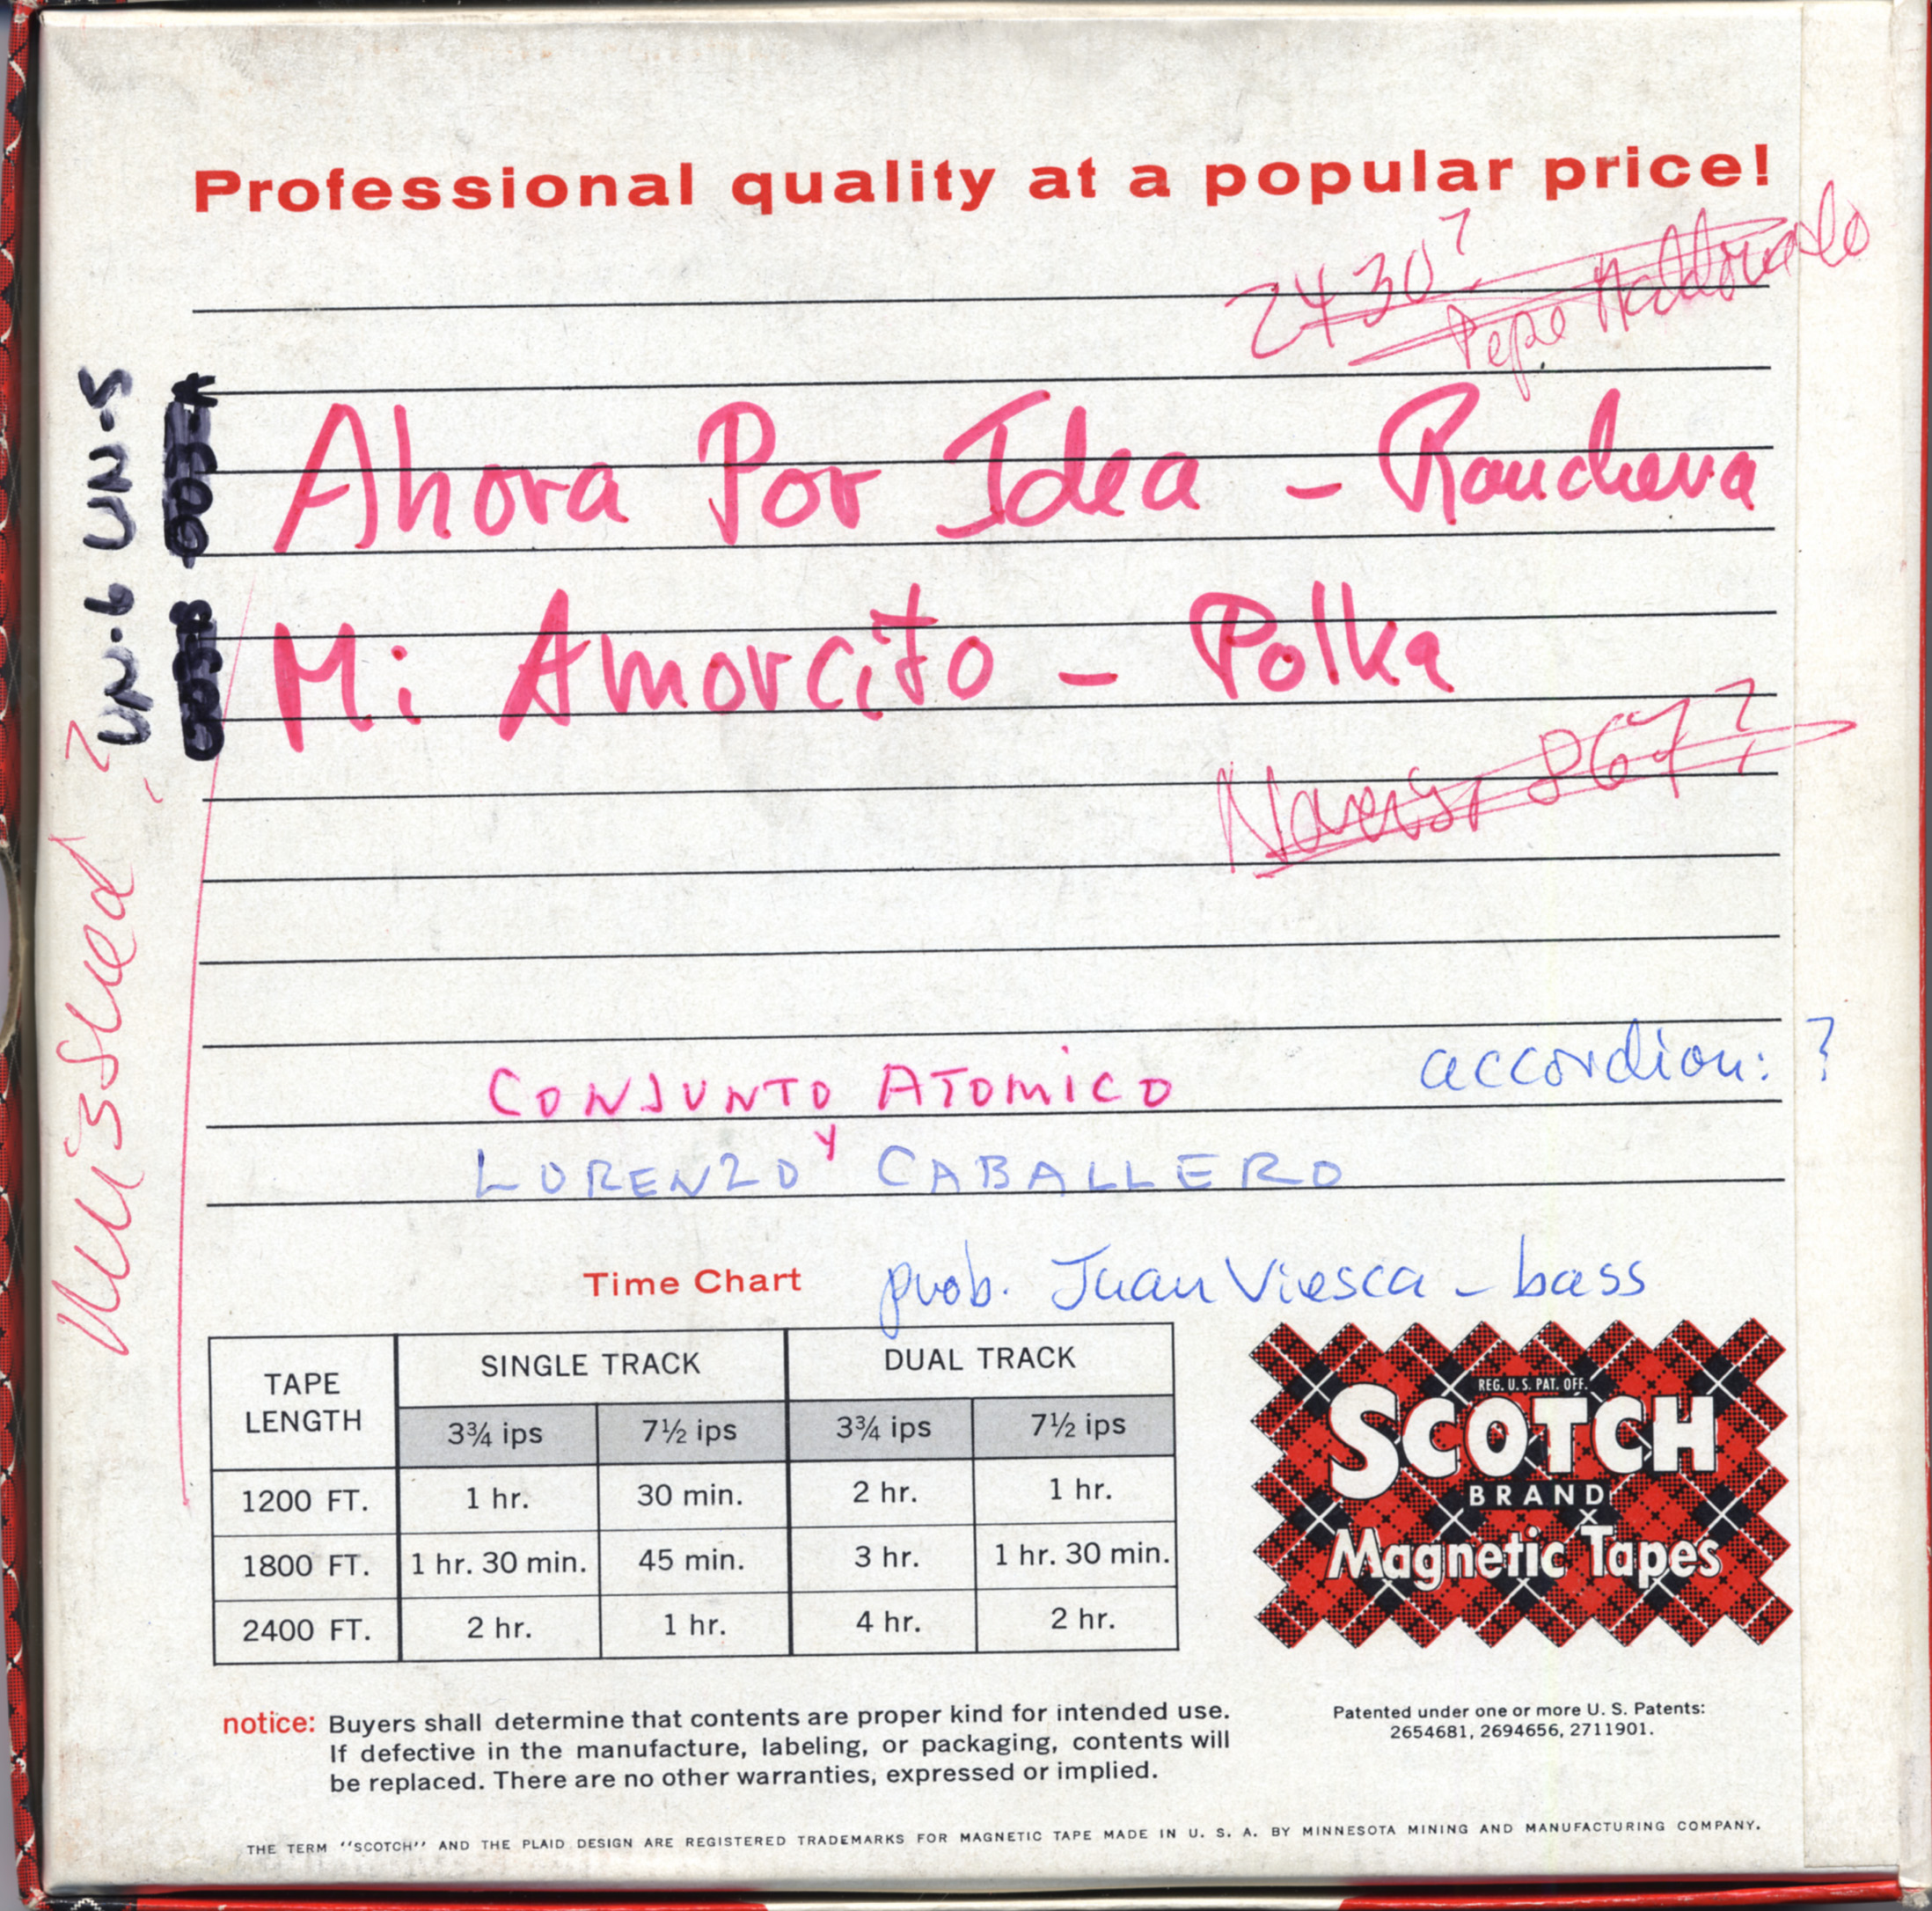 Professional quality at a popular price!
2430?
Pepe Maldonado
UN-5
Ahora Por Idea - Ranchera
UN-6
Mi Amorcito - Polka
867?
Unissued?
accordion: ?
CONJUNTO ATOMICO
y
LORENZO CABALLERO
prob. Juan Viesca - bass
Time Chart
TAPE LENGTH SINGLE TRACK DUAL TRACK
3¾ ips 7½ ips 3¾ ips 7½ ips
1200 FT. 1 hr. 30 min. 2 hr. 1 hr.
1800 FT. 1 hr. 30 min. 45 min. 3 hr. 1 hr. 30 min.
2400 FT. 2 hr. 1 hr. 4 hr. 2 hr.
REG. U. S. PAT. OFF.
SCOTCH
BRAND
Magnetic Tapes
notice: Buyers shall determine that contents are proper kind for intended use.
If defective in the manufacture, labeling, or packaging, contents will
be replaced. There are no other warranties, expressed or implied.
Patented under one or more U. S. Patents:
2654681, 2694656, 2711901.
THE TERM "SCOTCH" AND THE PLAID DESIGN ARE REGISTERED TRADEMARKS FOR MAGNETIC TAPE MADE IN U. S. A. BY MINNESOTA MINING AND MANUFACTURING COMPANY.